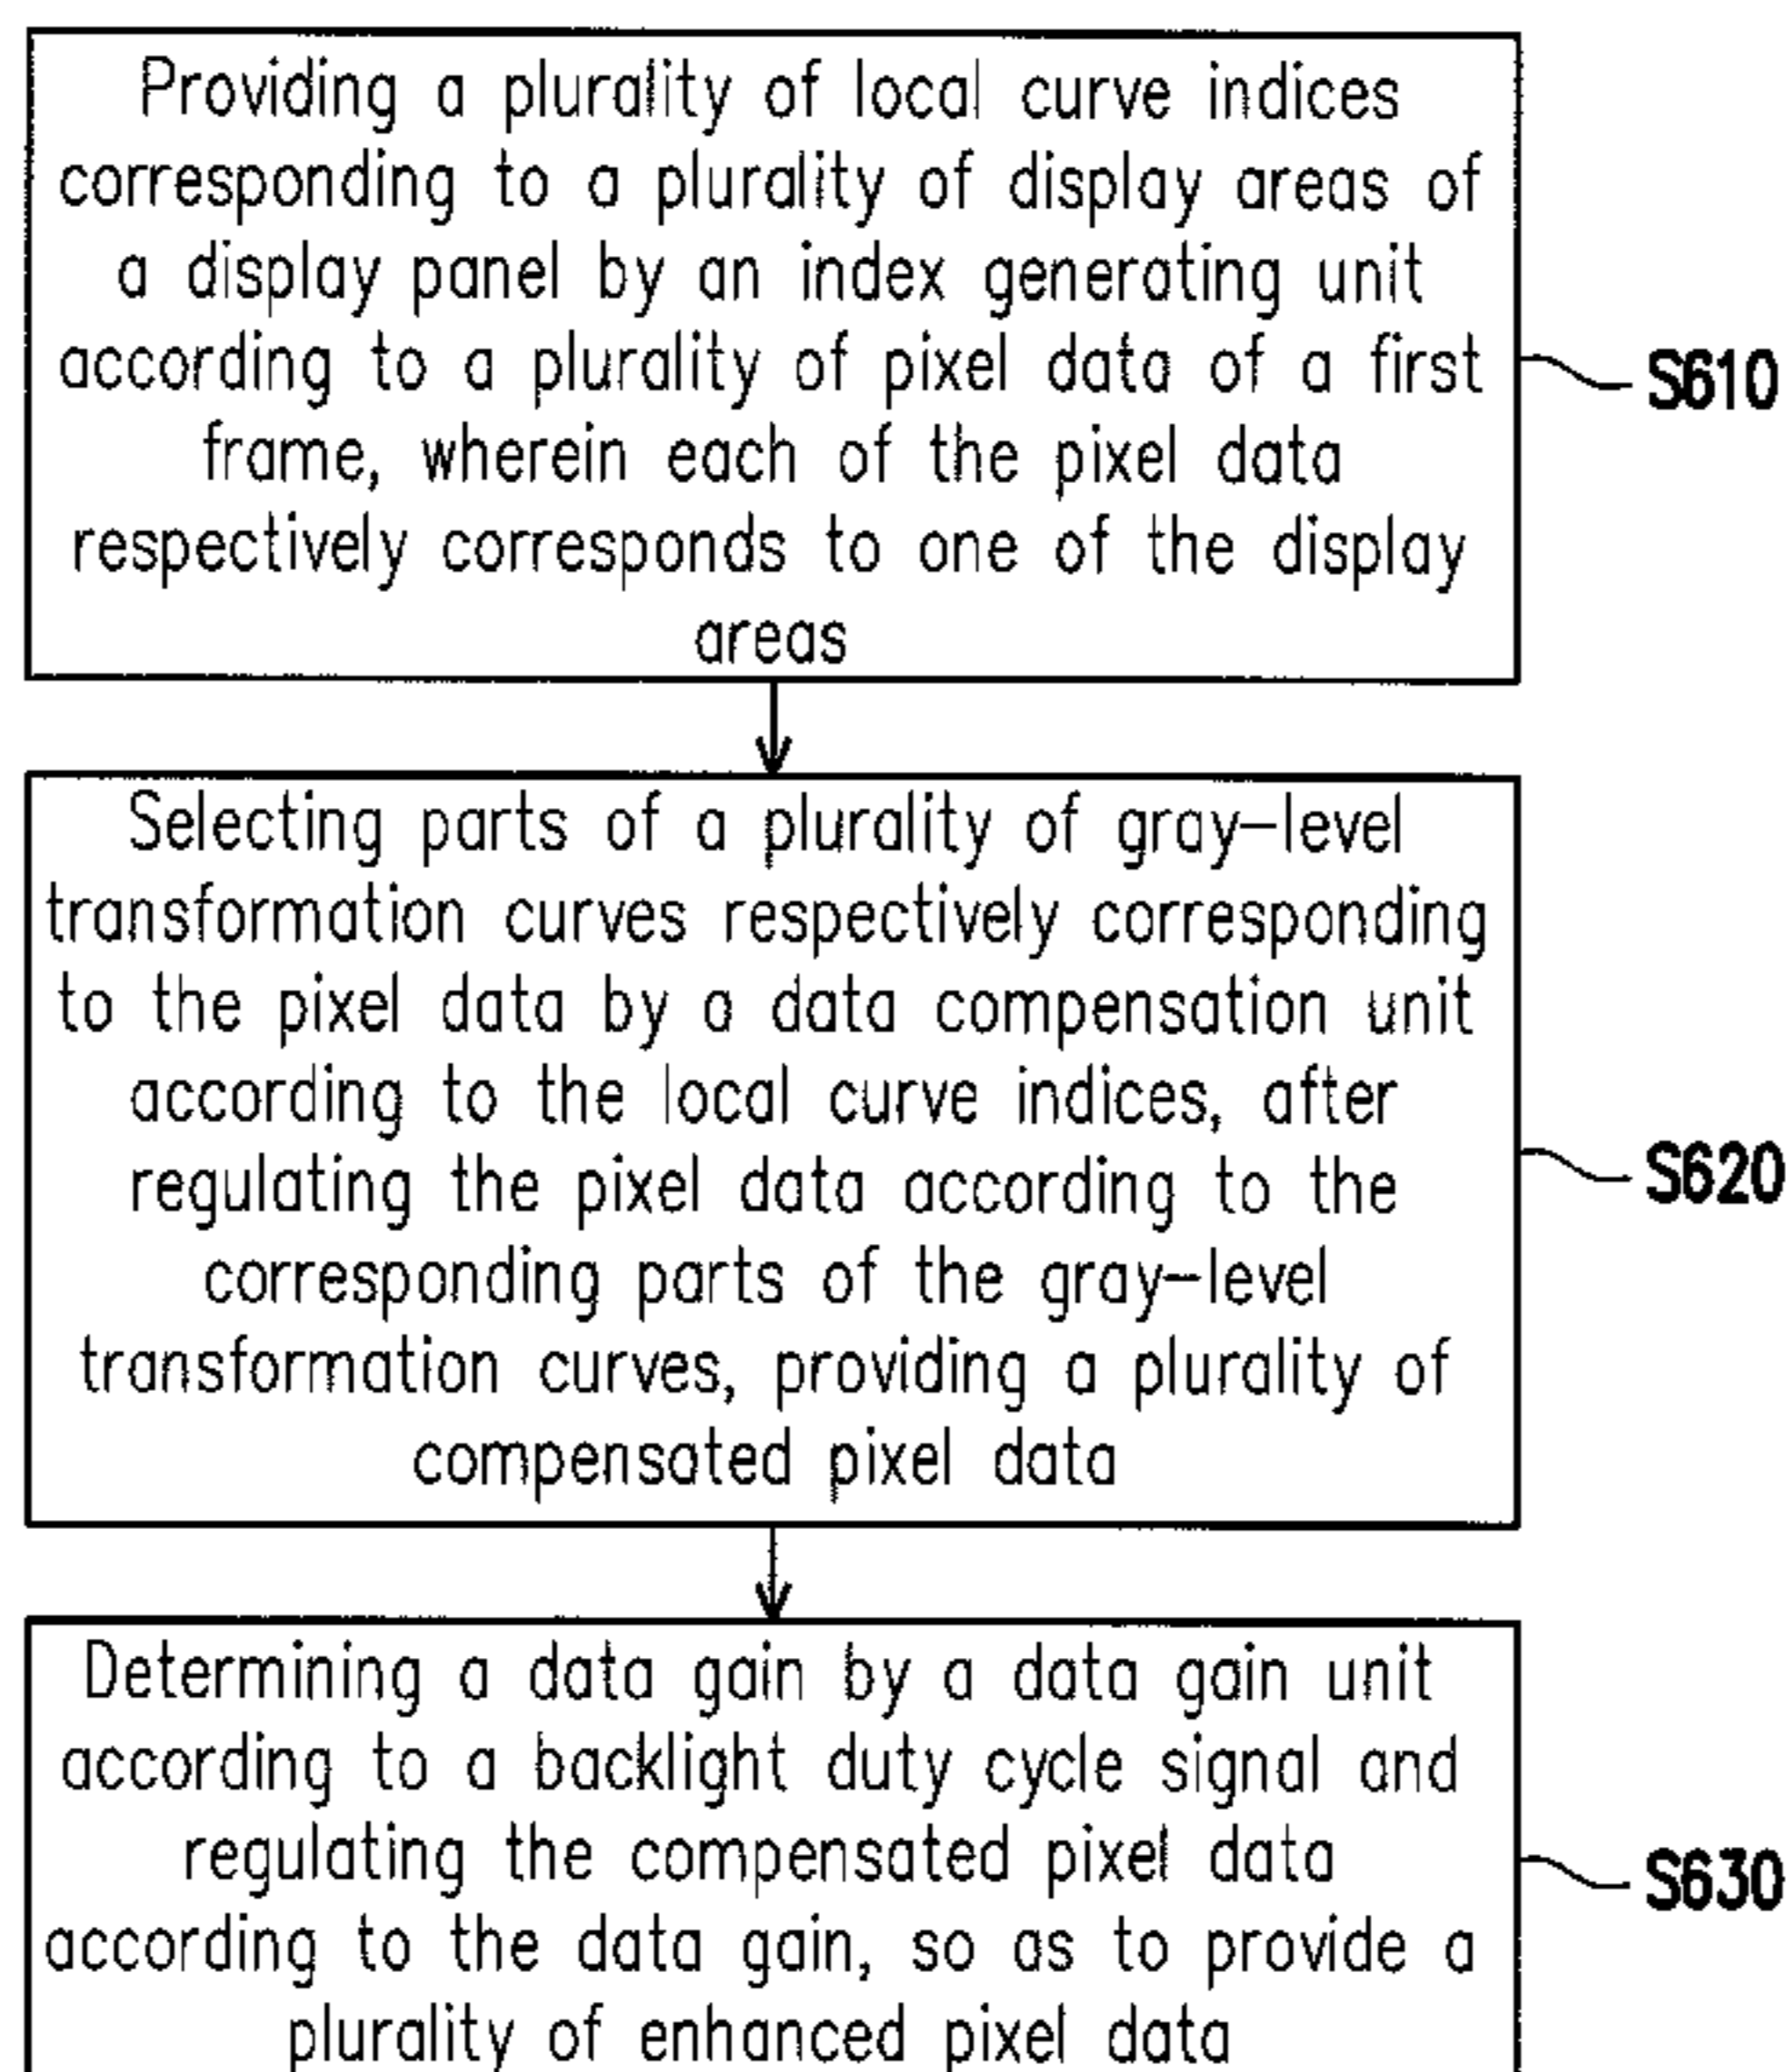 Providing a plurality of local curve indices
corresponding to a plurality of display areas of
a display panel by an index generating unit
according to a plurality of pixel data of a first
frame, wherein each of the pixel data
respectively corresponds to one of the display
areas
S610
Selecting parts of a plurality of gray-level
transformation curves respectively corresponding
to the pixel data by a data compensation unit
according to the local curve indices, after
regulating the pixel data according to the
corresponding parts of the gray-level
transformation curves, providing a plurality of
compensated pixel data
S620
Determining a data gain by a data gain unit
according to a backlight duty cycle signal and
regulating the compensated pixel data
according to the data gain, so as to provide a
plurality of enhanced pixel data
S630